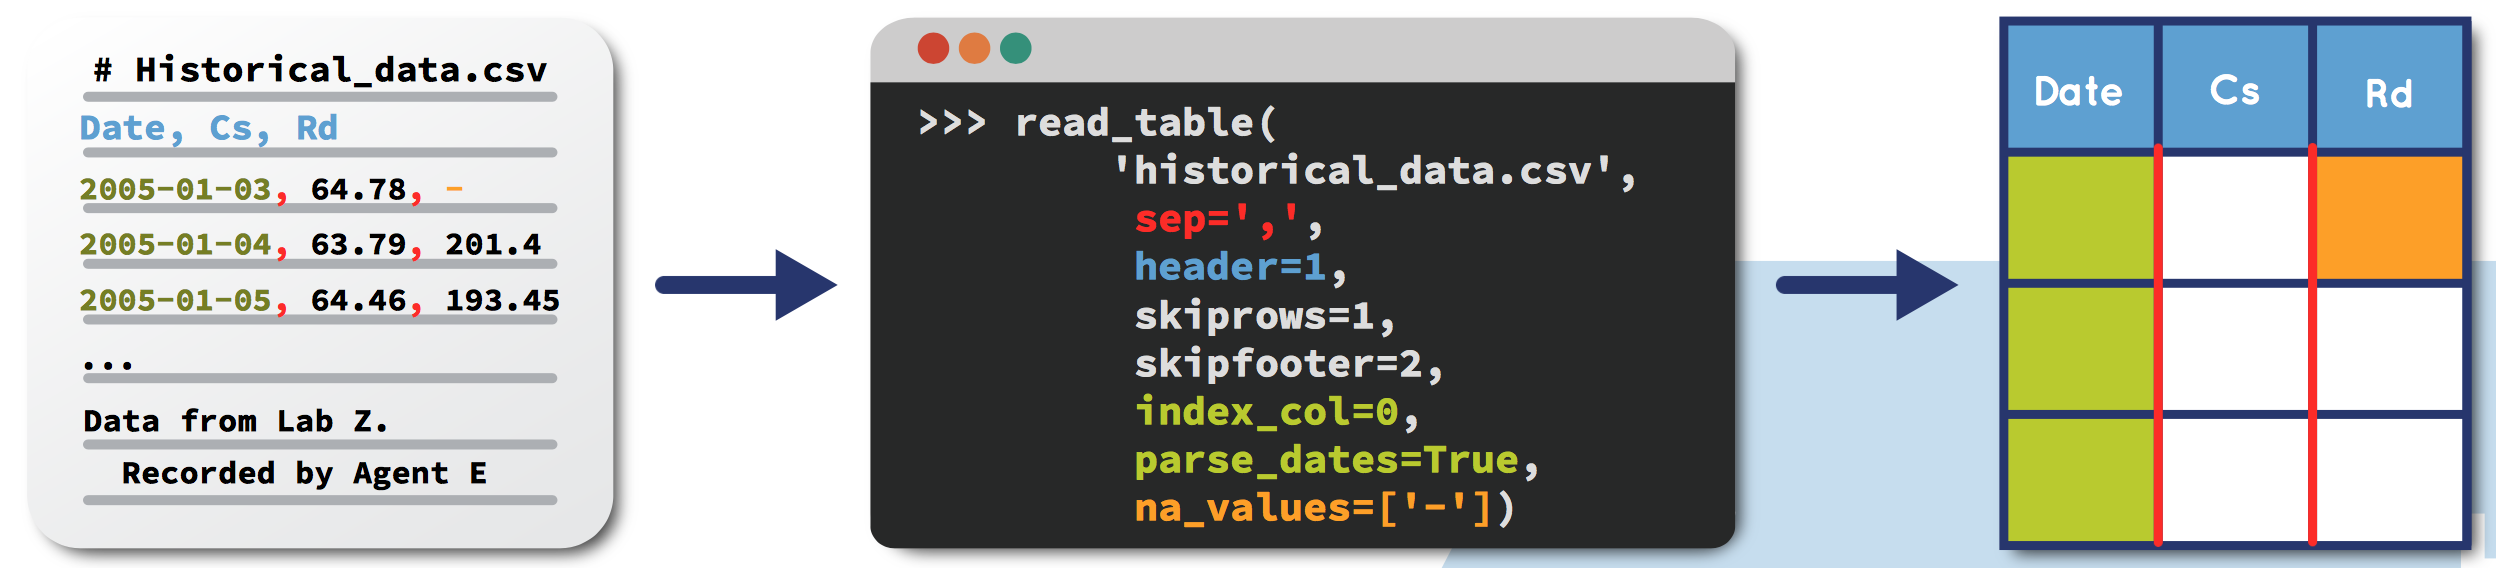 # Historical_data.csv
Date, Cs, Rd
2005-01-03, 64.78, -
2005-01-04, 63.79, 201.4
2005-01-05, 64.46, 193.45
...
Data from Lab Z.
Recorded by Agent E
>>> read_table(
'historical_data.csv',
sep=',',
header=1,
skiprows=1,
skipfooter=2,
index_col=0,
parse_dates=True,
na_values=['-'])
Date Cs Rd